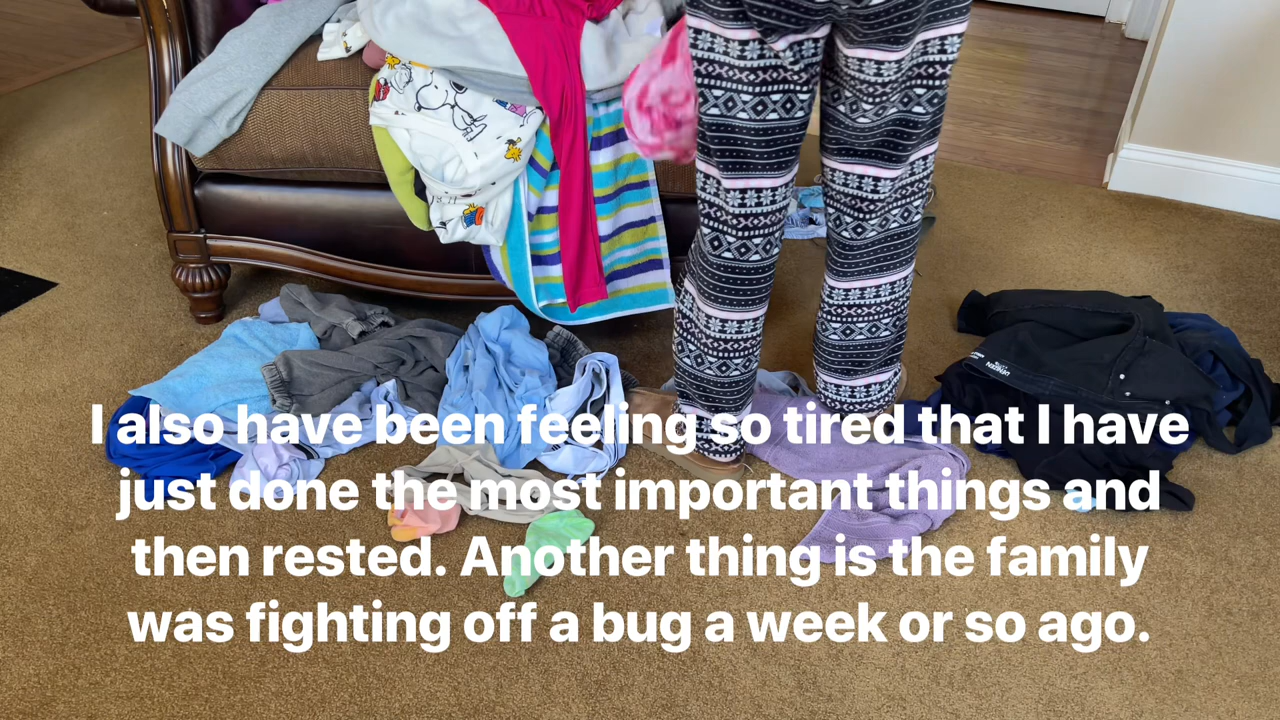 I also have been feeling so tired that I have
just done the most important things and
then rested. Another thing is the family
was fighting off a bug a week or so ago.